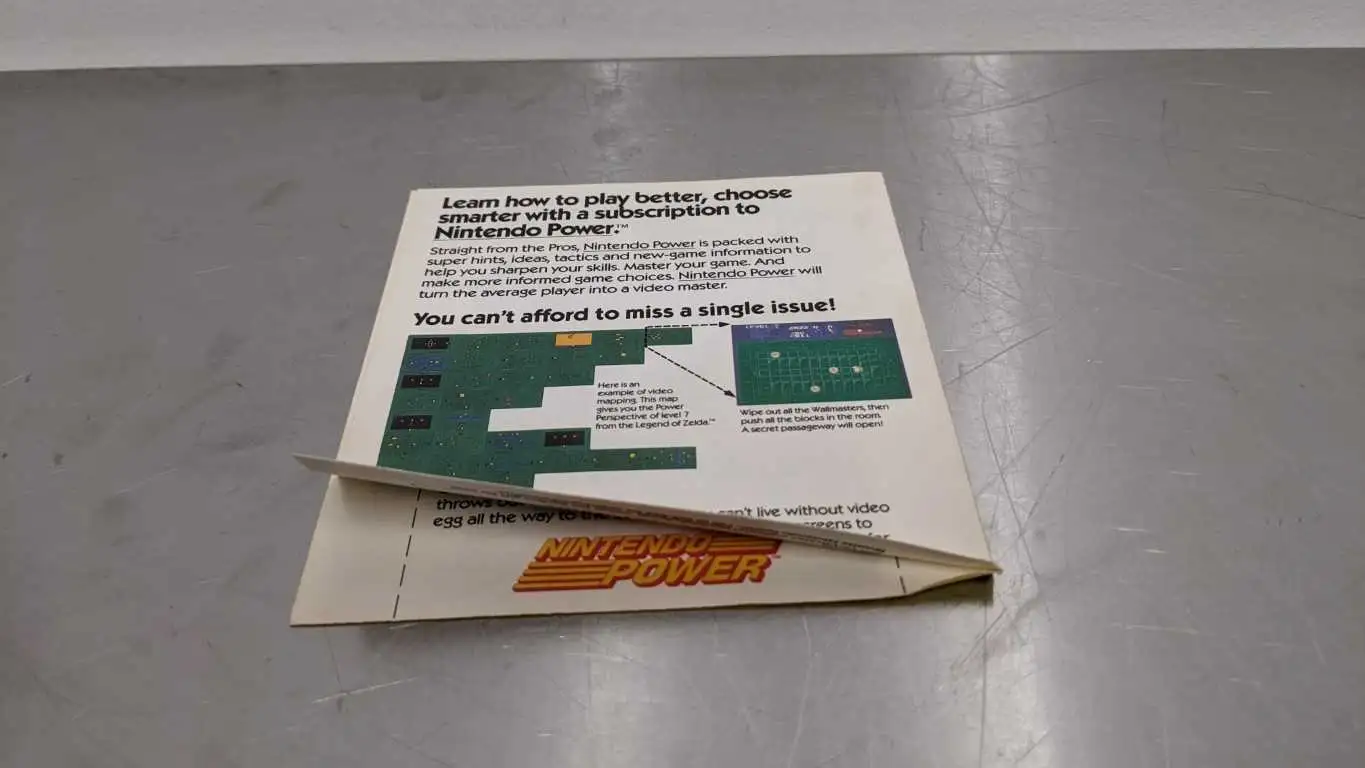 Learn how to play better, choose
smarter with a subscription to
Nintendo Power.™
Straight from the Pros, Nintendo Power is packed with
super hints, ideas, tactics and new-game information to
help you sharpen your skills. Master your game. And
make more informed game choices. Nintendo Power will
turn the average player into a video master.
You can't afford to miss a single issue!
Here is an
example of video
mapping. This map
gives you the Power
Perspective of level 7
from the Legend of Zelda.™
Wipe out all the Wallmasters, then
push all the blocks in the room.
A secret passageway will open!
throws
can't live without video
egg all the way to
screens to
NINTENDO
POWER™